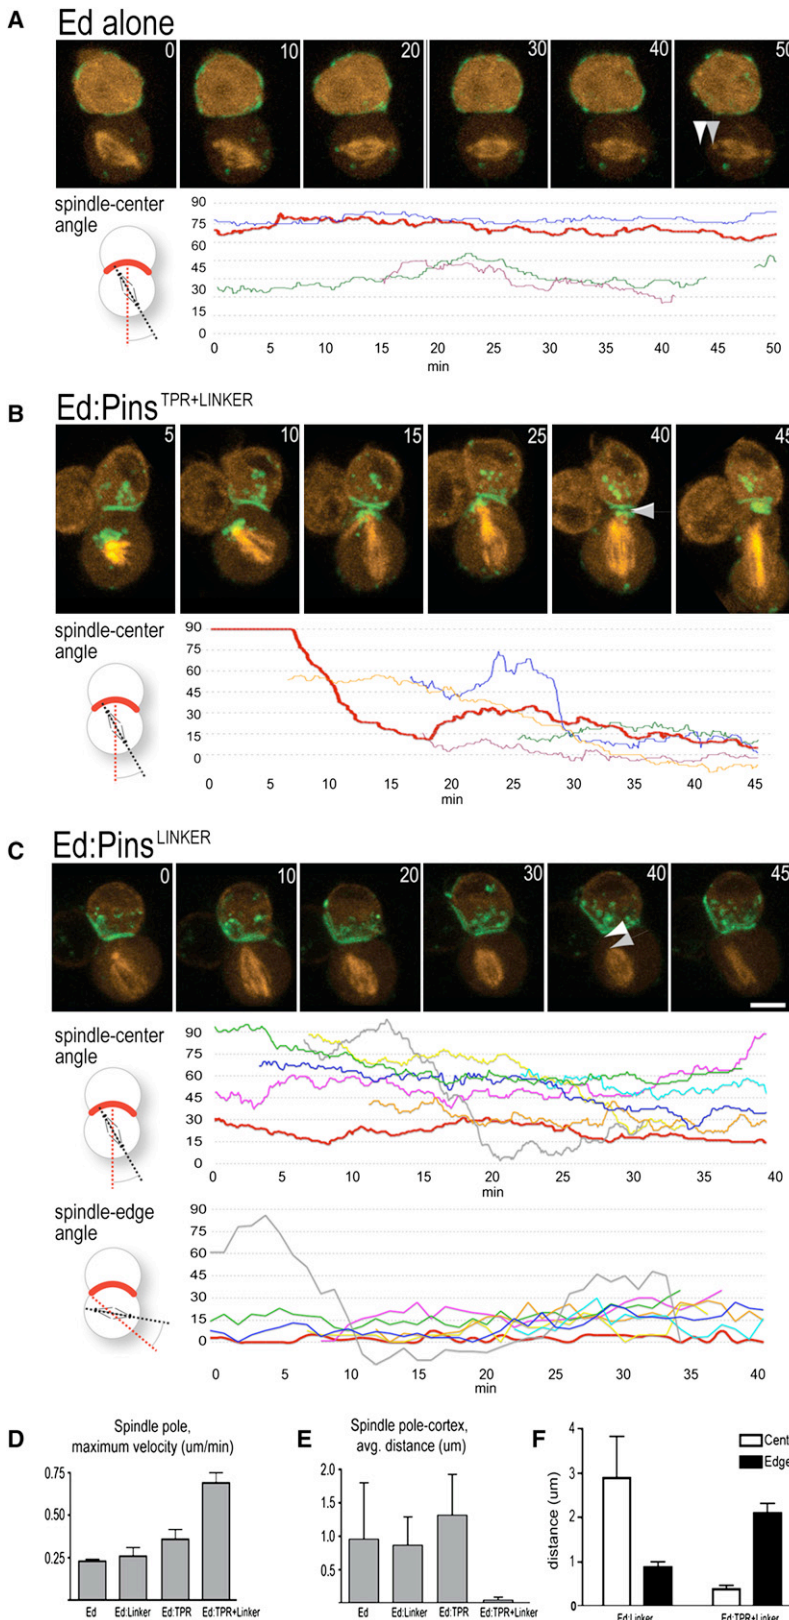 A Ed alone
0 10 20 30 40 50
spindle-center
angle
90
75
60
45
30
15
0
0 5 10 15 20 25 30 35 40 45 50
min
B Ed:Pins TPR+LINKER
5 10 15 25 40 45
spindle-center
angle
90
75
60
45
30
15
0
0 5 10 15 20 25 30 35 40 45
min
C Ed:Pins LINKER
0 10 20 30 40 45
spindle-center
angle
90
75
60
45
30
15
0
0 5 10 15 20 25 30 35 40
min
spindle-edge
angle
90
75
60
45
30
15
0
0 5 10 15 20 25 30 35 40
min
D Spindle pole,
maximum velocity (um/min)
0.75
0.50
0.25
Ed Ed:Linker Ed:TPR Ed:TPR+Linker
E Spindle pole-cortex,
avg. distance (um)
2.0
1.5
1.0
0.5
Ed Ed:Linker Ed:TPR Ed:TPR+Linker
F
distance (um)
4
3
2
1
0
Cent
Edge
Ed:Linker Ed:TPR+Linker